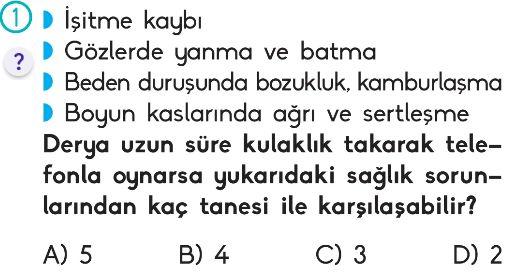 1 İşitme kaybı
? Gözlerde yanma ve batma
Beden duruşunda bozukluk, kamburlaşma
Boyun kaslarında ağrı ve sertleşme
Derya uzun süre kulaklık takarak tele-
fonla oynarsa yukarıdaki sağlık sorun-
larından kaç tanesi ile karşılaşabilir?
A) 5 B) 4 C) 3 D) 2